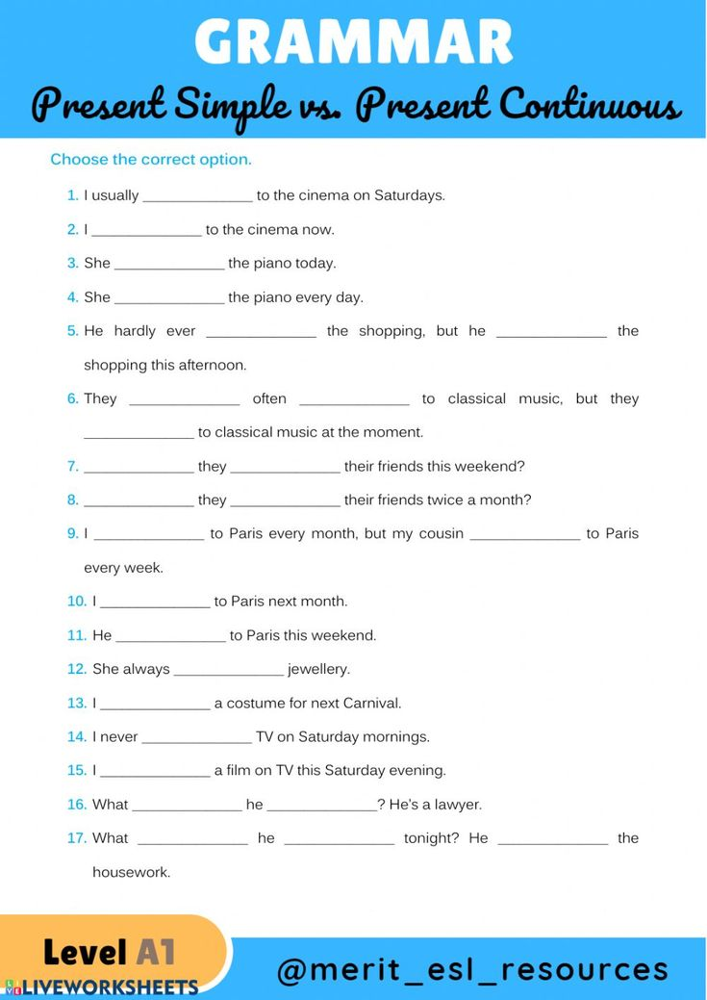 GRAMMAR
Present Simple vs. Present Continuous
Choose the correct option.
1. I usually ______________ to the cinema on Saturdays.
2. I ______________ to the cinema now.
3. She ______________ the piano today.
4. She ______________ the piano every day.
5. He hardly ever ______________ the shopping, but he ______________ the
shopping this afternoon.
6. They ______________ often ______________ to classical music, but they
______________ to classical music at the moment.
7. ______________ they ______________ their friends this weekend?
8. ______________ they ______________ their friends twice a month?
9. I ______________ to Paris every month, but my cousin ______________ to Paris
every week.
10. I ______________ to Paris next month.
11. He ______________ to Paris this weekend.
12. She always ______________ jewellery.
13. I ______________ a costume for next Carnival.
14. I never ______________ TV on Saturday mornings.
15. I ______________ a film on TV this Saturday evening.
16. What ______________ he ______________? He's a lawyer.
17. What ______________ he ______________ tonight? He ______________ the
housework.
Level A1
@merit_esl_resources
LIVE LIVEWORKSHEETS